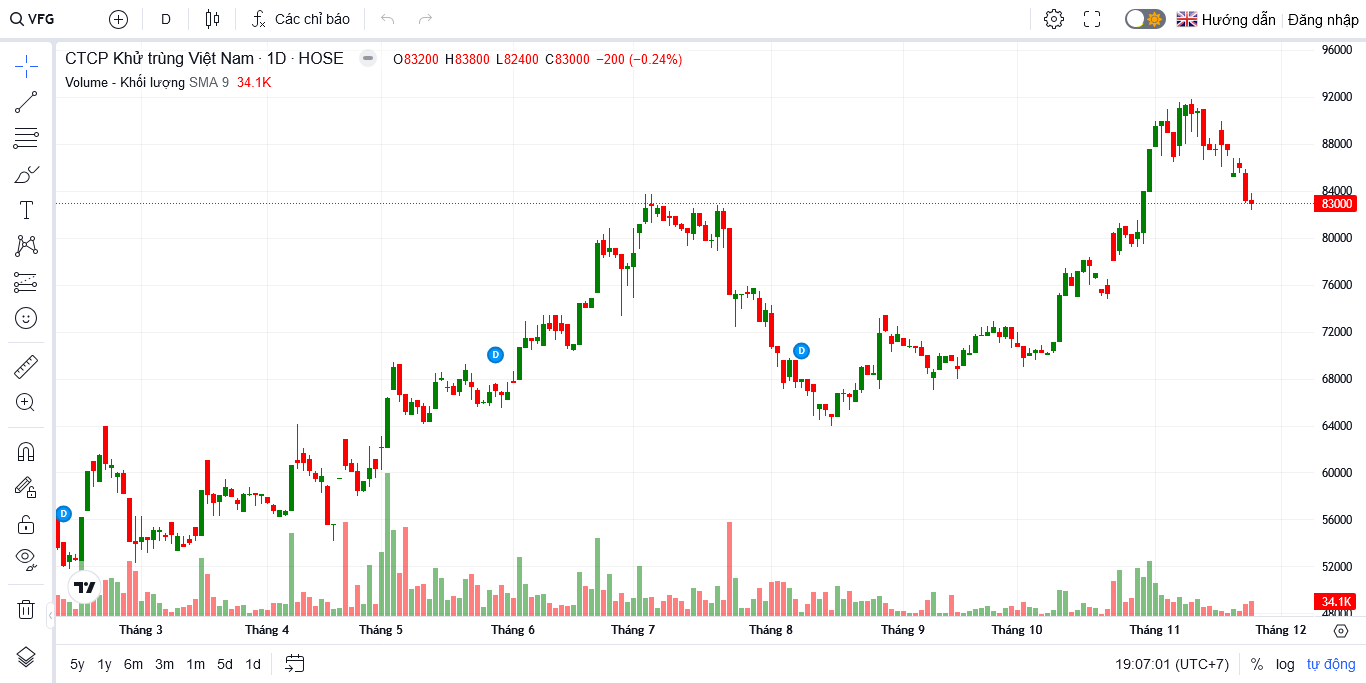 VFG D Các chỉ báo Hướng dẫn Đăng nhập
CTCP Khử trùng Việt Nam · 1D · HOSE O83200 H83800 L82400 C83000 −200 (−0.24%)
Volume - Khối lượng SMA 9 34.1K
96000
92000
88000
84000
83000
80000
76000
72000
68000
64000
60000
56000
52000
34.1K
48000
D
D
D
Tháng 3 Tháng 4 Tháng 5 Tháng 6 Tháng 7 Tháng 8 Tháng 9 Tháng 10 Tháng 11 Tháng 12
5y 1y 6m 3m 1m 5d 1d 19:07:01 (UTC+7) % log tự động